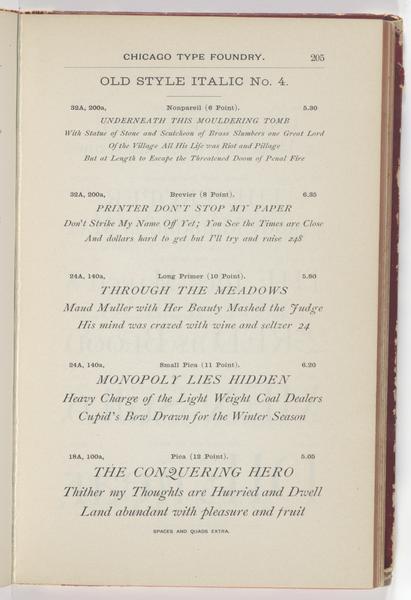 CHICAGO TYPE FOUNDRY. 205
OLD STYLE ITALIC No. 4.
32A, 200a, Nonpareil (6 Point). 5.30
UNDERNEATH THIS MOULDERING TOMB
With Statue of Stone and Scutcheon of Brass Slumbers one Great Lord
Of the Village All His Life was Riot and Pillage
But at Length to Escape the Threatened Doom of Penal Fire
32A, 200a, Brevier (8 Point). 6.35
PRINTER DON'T STOP MY PAPER
Don't Strike My Name Off Yet; You See the Times are Close
And dollars hard to get but I'll try and raise 248
24A, 140a, Long Primer (10 Point). 5.80
THROUGH THE MEADOWS
Maud Muller with Her Beauty Mashed the Judge
His mind was crazed with wine and seltzer 24
24A, 140a, Small Pica (11 Point). 6.20
MONOPOLY LIES HIDDEN
Heavy Charge of the Light Weight Coal Dealers
Cupid's Bow Drawn for the Winter Season
18A, 100a, Pica (12 Point). 5.05
THE CONQUERING HERO
Thither my Thoughts are Hurried and Dwell
Land abundant with pleasure and fruit
SPACES AND QUADS EXTRA.